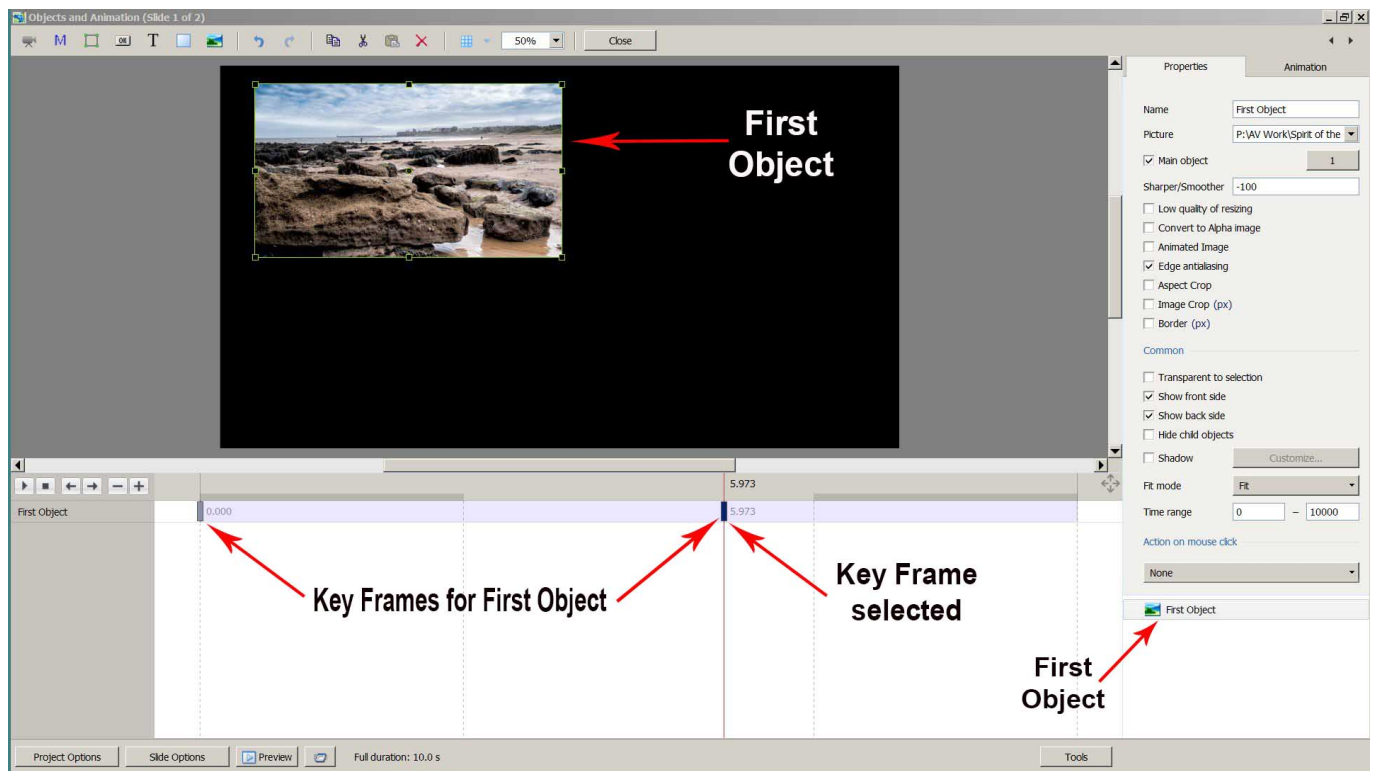 Objects and Animation (Slide 1 of 2)
M OK T 50% Close
Properties Animation
First
Object
Name First Object
Picture P:\AV Work\Spirit of the
Main object 1
Sharper/Smoother -100
Low quality of resizing
Convert to Alpha image
Animated Image
Edge antialiasing
Aspect Crop
Image Crop (px)
Border (px)
Common
Transparent to selection
Show front side
Show back side
Hide child objects
Shadow Customize...
Fit mode Fit
Time range 0 – 10000
Action on mouse click
None
First Object
5.973
First Object 0.000 5.973
Key Frames for First Object
Key Frame
selected
First
Object
Project Options Slide Options Preview Full duration: 10.0 s Tools